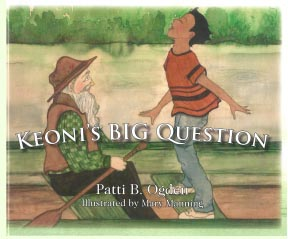 KEONI'S BIG QUESTION
Patti B. Ogden
Illustrated by Mary Manning